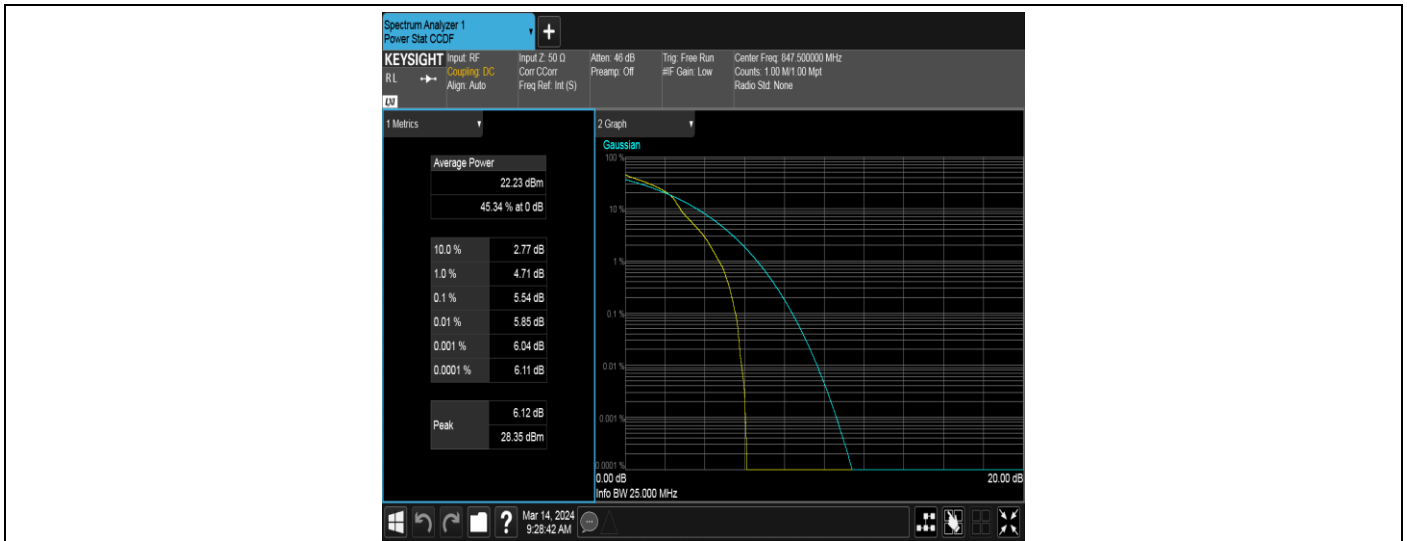 Spectrum Analyzer 1
Power Stat CCDF
+
KEYSIGHT
R L
LXI
Input: RF
Coupling: DC
Align: Auto
Input Z: 50 Ω
Corr CCorr
Freq Ref: Int (S)
Atten: 46 dB
Preamp: Off
Trig: Free Run
#IF Gain: Low
Center Freq: 847.500000 MHz
Counts: 1.00 M/1.00 Mpt
Radio Std: None
1 Metrics
Average Power
22.23 dBm
45.34 % at 0 dB
10.0 % 2.77 dB
1.0 % 4.71 dB
0.1 % 5.54 dB
0.01 % 5.85 dB
0.001 % 6.04 dB
0.0001 % 6.11 dB
Peak
6.12 dB
28.35 dBm
2 Graph
Gaussian
100 %
10 %
1 %
0.1 %
0.01 %
0.001 %
0.0001 %
0.00 dB 20.00 dB
Info BW 25.000 MHz
?
Mar 14, 2024
9:28:42 AM